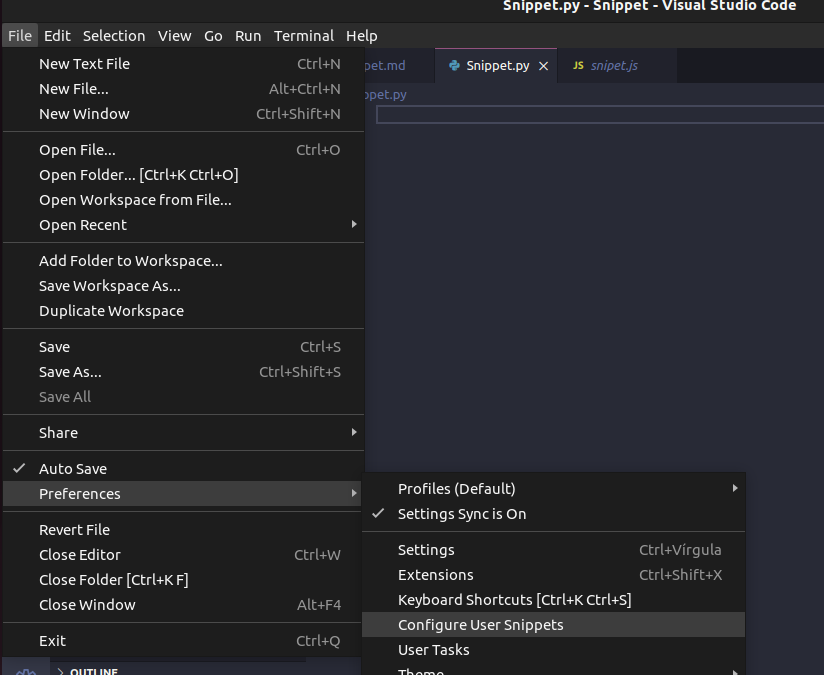 Snippet.py - Snippet - Visual Studio Code
File Edit Selection View Go Run Terminal Help
New Text File Ctrl+N
New File... Alt+Ctrl+N
New Window Ctrl+Shift+N
Open File... Ctrl+O
Open Folder... [Ctrl+K Ctrl+O]
Open Workspace from File...
Open Recent
Add Folder to Workspace...
Save Workspace As...
Duplicate Workspace
Save Ctrl+S
Save As... Ctrl+Shift+S
Save All
Share
Auto Save
Preferences
Revert File
Close Editor Ctrl+W
Close Folder [Ctrl+K F]
Close Window Alt+F4
Exit Ctrl+Q
OUTLINE
pet.md Snippet.py JS snipet.js
ppet.py
Profiles (Default)
Settings Sync is On
Settings Ctrl+Vírgula
Extensions Ctrl+Shift+X
Keyboard Shortcuts [Ctrl+K Ctrl+S]
Configure User Snippets
User Tasks
Theme